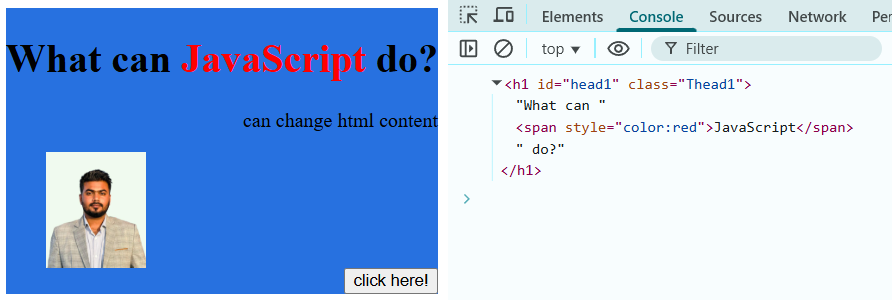 What can JavaScript do?
can change html content
click here!
Elements Console Sources Network Pe
top ▼ Filter
▼<h1 id="head1" class="Thead1">
"What can "
<span style="color:red">JavaScript</span>
" do?"
</h1>
>